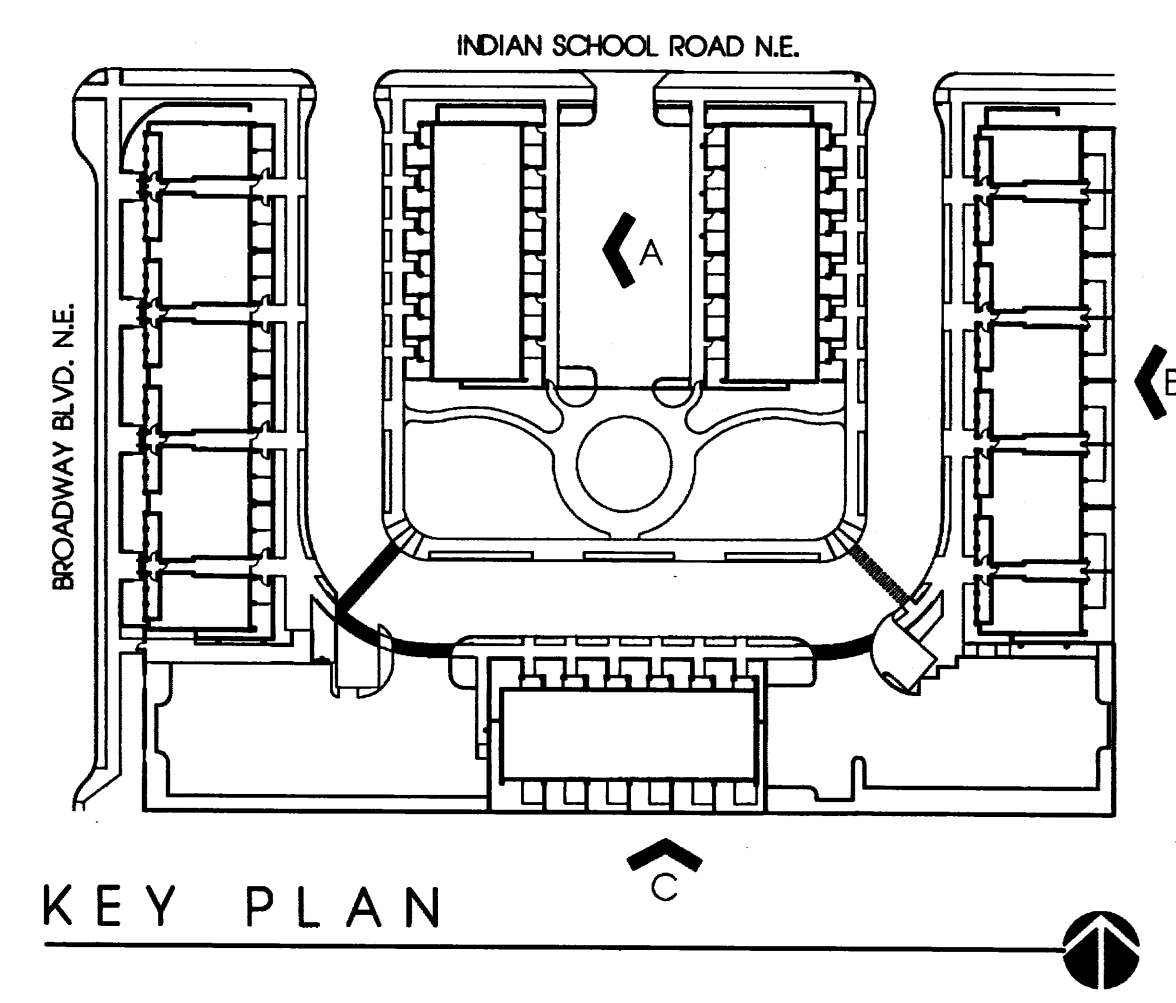 INDIAN SCHOOL ROAD N.E.
A
B
BROADWAY BLVD. N.E.
C
KEY PLAN